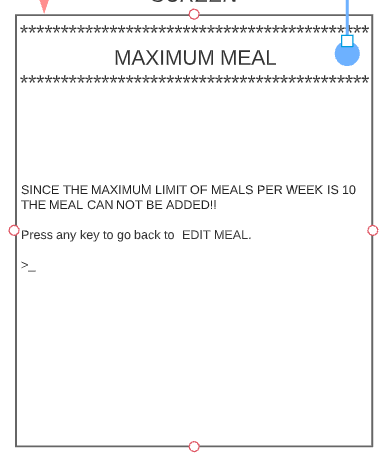 SCREEN
****************************************************
MAXIMUM MEAL
****************************************************
SINCE THE MAXIMUM LIMIT OF MEALS PER WEEK IS 10
THE MEAL CAN NOT BE ADDED!!
Press any key to go back to  EDIT MEAL.
>_